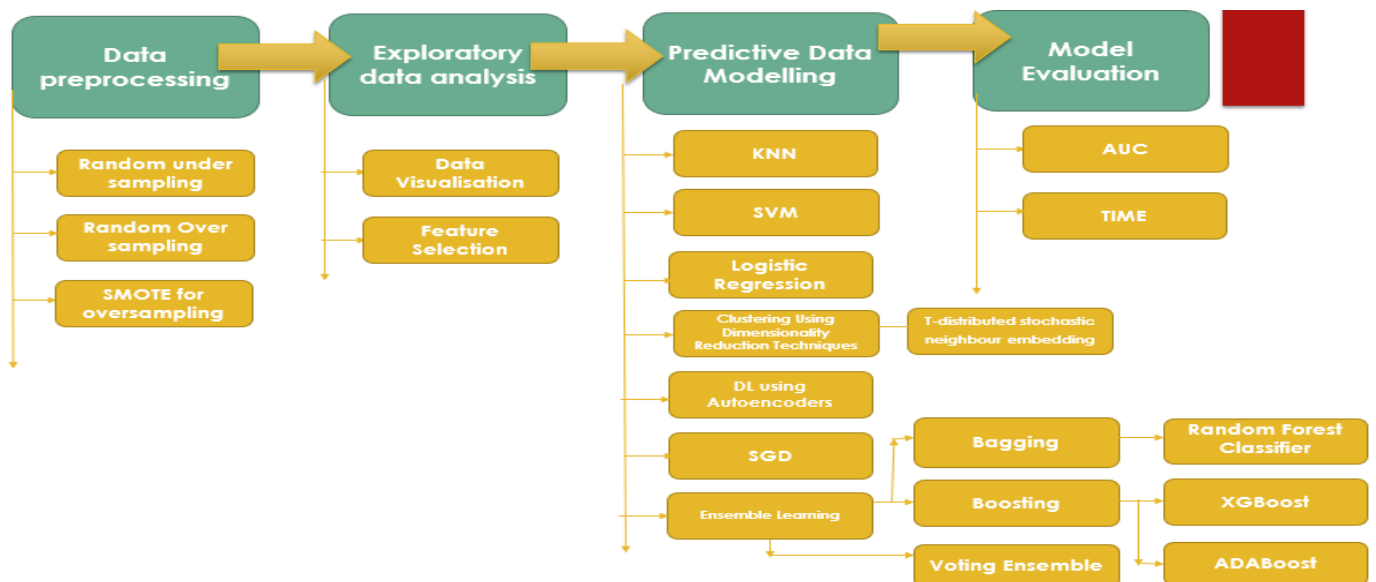 Data
preprocessing
Exploratory
data analysis
Predictive Data
Modelling
Model
Evaluation
Random under
sampling
Random Over
sampling
SMOTE for
oversampling
Data
Visualisation
Feature
Selection
KNN
SVM
Logistic
Regression
Clustering Using
Dimensionality
Reduction Techniques
T-distributed stochastic
neighbour embedding
DL using
Autoencoders
SGD
Ensemble Learning
Bagging
Random Forest
Classifier
Boosting
XGBoost
ADABoost
Voting Ensemble
AUC
TIME